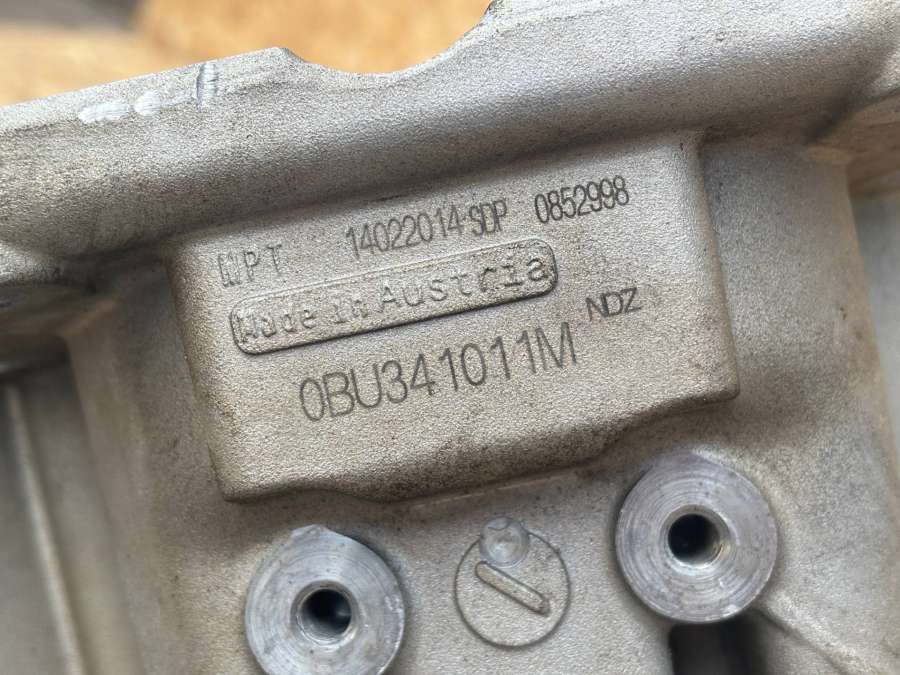 MPT 14022014 SDP 0852998
Made in Austria
0BU341011M NDZ